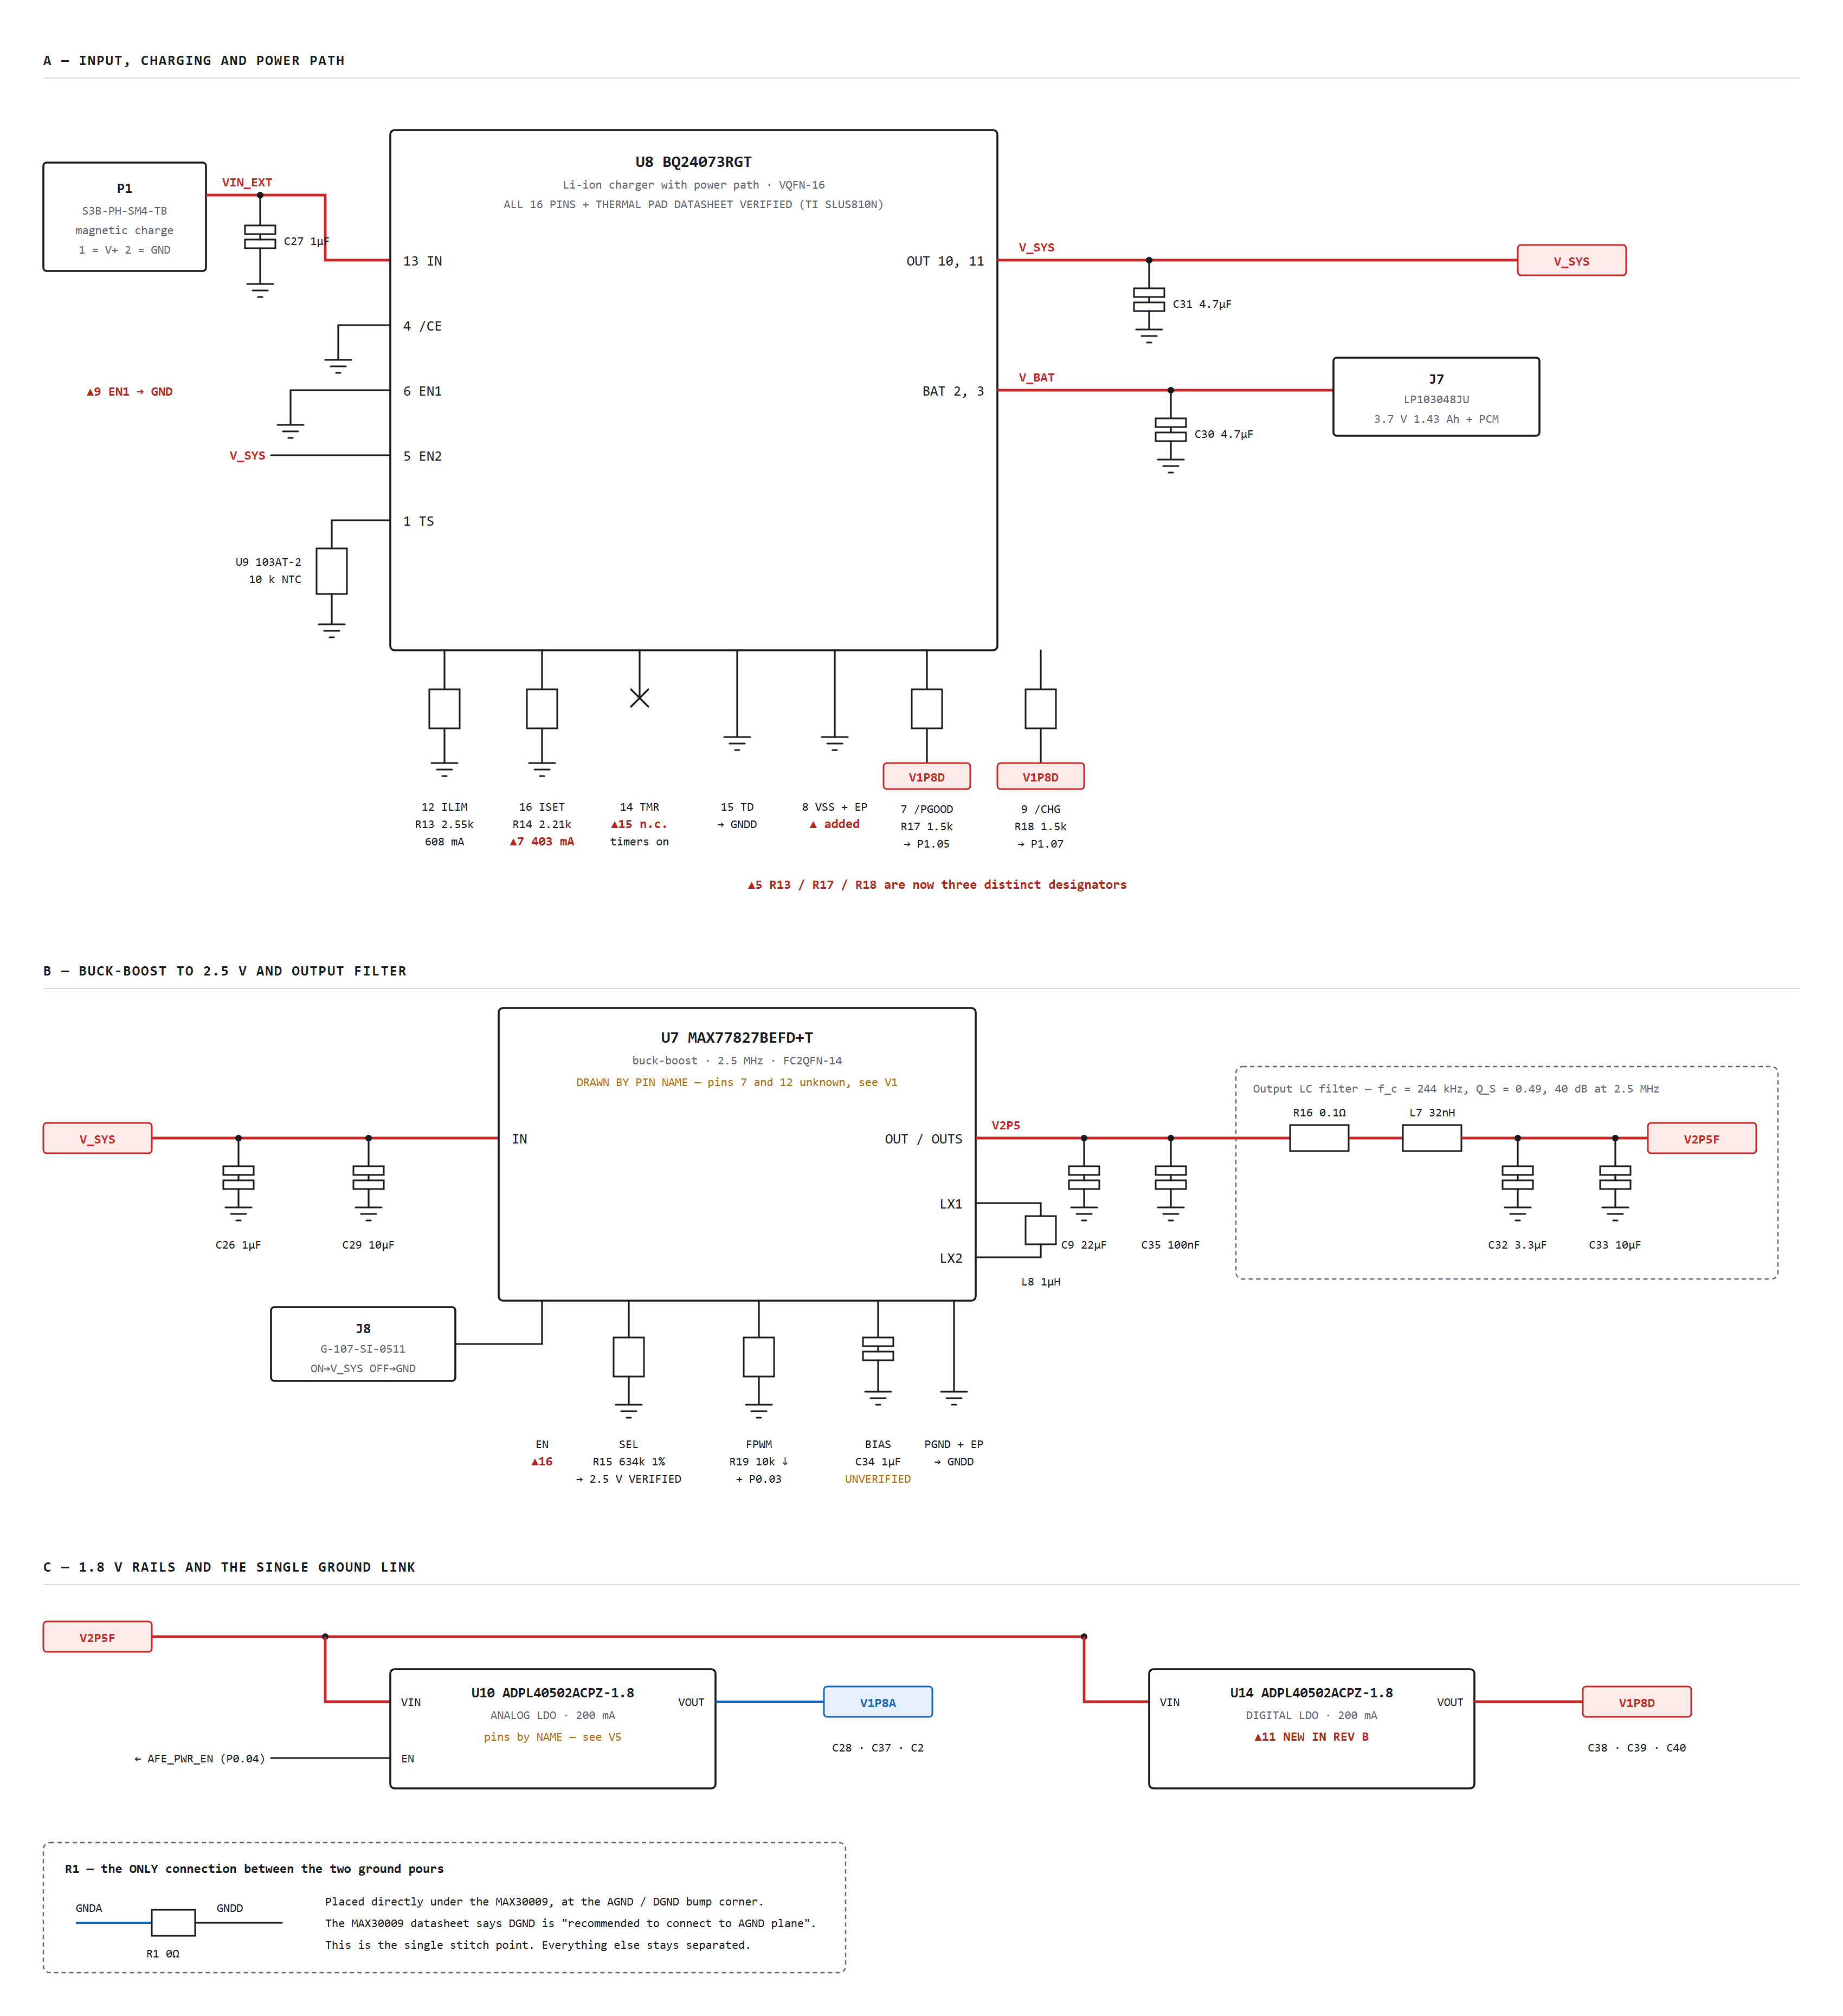 A — INPUT, CHARGING AND POWER PATH
P1
S3B-PH-SM4-TB
magnetic charge
1 = V+ 2 = GND
VIN_EXT
C27 1µF
U8 BQ24073RGT
Li-ion charger with power path · VQFN-16
ALL 16 PINS + THERMAL PAD DATASHEET VERIFIED (TI SLUS810N)
13 IN
4 /CE
6 EN1
5 EN2
1 TS
OUT 10, 11
BAT 2, 3
▲9 EN1 → GND
V_SYS
U9 103AT-2
10 k NTC
V_SYS
C31 4.7µF
V_SYS
V_BAT
C30 4.7µF
J7
LP103048JU
3.7 V 1.43 Ah + PCM
V1P8D
V1P8D
12 ILIM
R13 2.55k
608 mA
16 ISET
R14 2.21k
▲7 403 mA
14 TMR
▲15 n.c.
timers on
15 TD
→ GNDD
8 VSS + EP
▲ added
7 /PGOOD
R17 1.5k
→ P1.05
9 /CHG
R18 1.5k
→ P1.07
▲5 R13 / R17 / R18 are now three distinct designators
B — BUCK-BOOST TO 2.5 V AND OUTPUT FILTER
U7 MAX77827BEFD+T
buck-boost · 2.5 MHz · FC2QFN-14
DRAWN BY PIN NAME — pins 7 and 12 unknown, see V1
V_SYS
C26 1µF
C29 10µF
IN
OUT / OUTS
LX1
LX2
V2P5
L8 1µH
C9 22µF
C35 100nF
Output LC filter — f_c = 244 kHz, Q_S = 0.49, 40 dB at 2.5 MHz
R16 0.1Ω
L7 32nH
V2P5F
C32 3.3µF
C33 10µF
J8
G-107-SI-0511
ON→V_SYS OFF→GND
EN
▲16
SEL
R15 634k 1%
→ 2.5 V VERIFIED
FPWM
R19 10k ↓
+ P0.03
BIAS
C34 1µF
UNVERIFIED
PGND + EP
→ GNDD
C — 1.8 V RAILS AND THE SINGLE GROUND LINK
V2P5F
VIN
U10 ADPL40502ACPZ-1.8
ANALOG LDO · 200 mA
pins by NAME — see V5
VOUT
EN
← AFE_PWR_EN (P0.04)
V1P8A
C28 · C37 · C2
VIN
U14 ADPL40502ACPZ-1.8
DIGITAL LDO · 200 mA
▲11 NEW IN REV B
VOUT
V1P8D
C38 · C39 · C40
R1 — the ONLY connection between the two ground pours
GNDA
GNDD
R1 0Ω
Placed directly under the MAX30009, at the AGND / DGND bump corner.
The MAX30009 datasheet says DGND is "recommended to connect to AGND plane".
This is the single stitch point. Everything else stays separated.